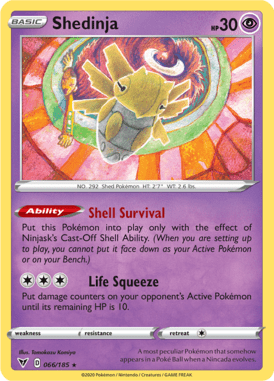 BASIC
Shedinja
HP 30
NO. 292 Shed Pokémon HT: 2'7" WT: 2.6 lbs.
Ability Shell Survival
Put this Pokémon into play only with the effect of
Ninjask's Cast-Off Shell Ability. (When you are setting up
to play, you cannot put it face down as your Active Pokémon
or on your Bench.)
Life Squeeze
Put damage counters on your opponent's Active Pokémon
until its remaining HP is 10.
weakness resistance retreat
Illus. Tomokazu Komiya
D 066/185 ★
A most peculiar Pokémon that somehow
appears in a Poké Ball when a Nincada evolves.
©2020 Pokémon / Nintendo / Creatures / GAME FREAK